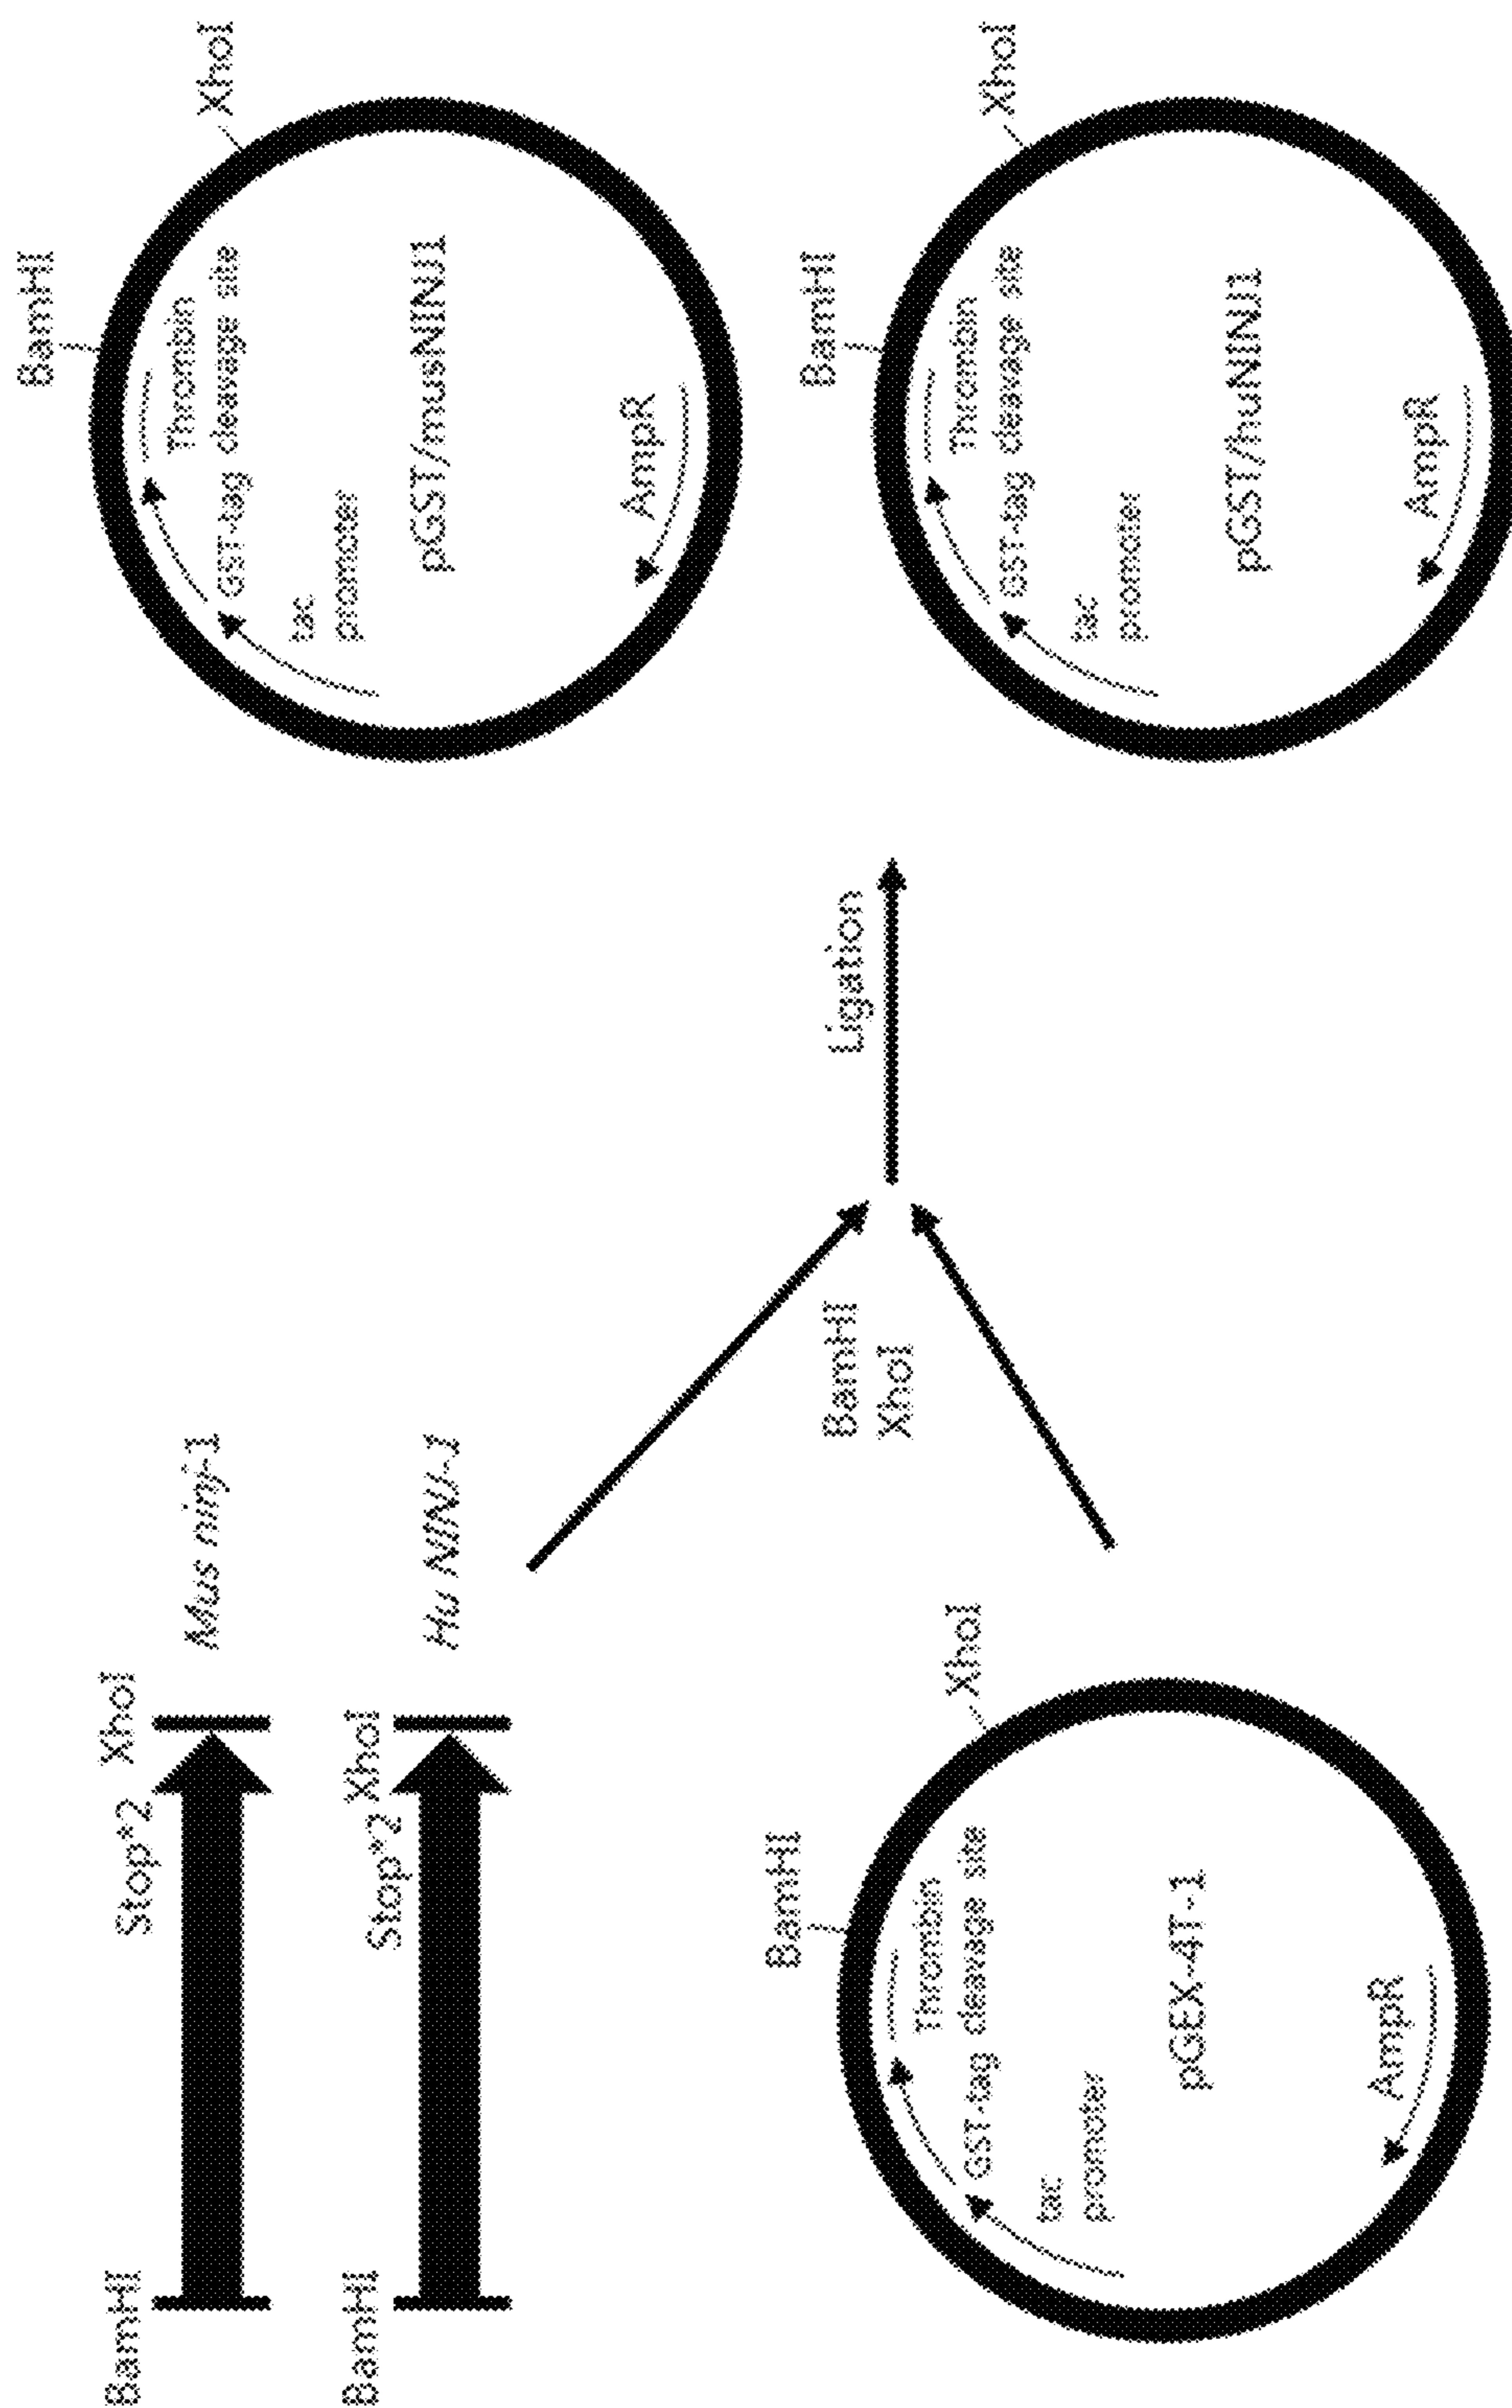 BamHI
Stop*2
XhoI
Mus ninj-1
BamHI
Stop*2
XhoI
Hu NINJ-1
BamHI
XhoI
Thrombin
GST-tag cleavage site
tac
promoter
pGEX-4T-1
AmpR
BamHI
XhoI
Ligation
BamHI
XhoI
Thrombin
GST-tag cleavage site
tac
promoter
pGST/musNINJ1
AmpR
BamHI
XhoI
Thrombin
GST-tag cleavage site
tac
promoter
pGST/huNINJ1
AmpR